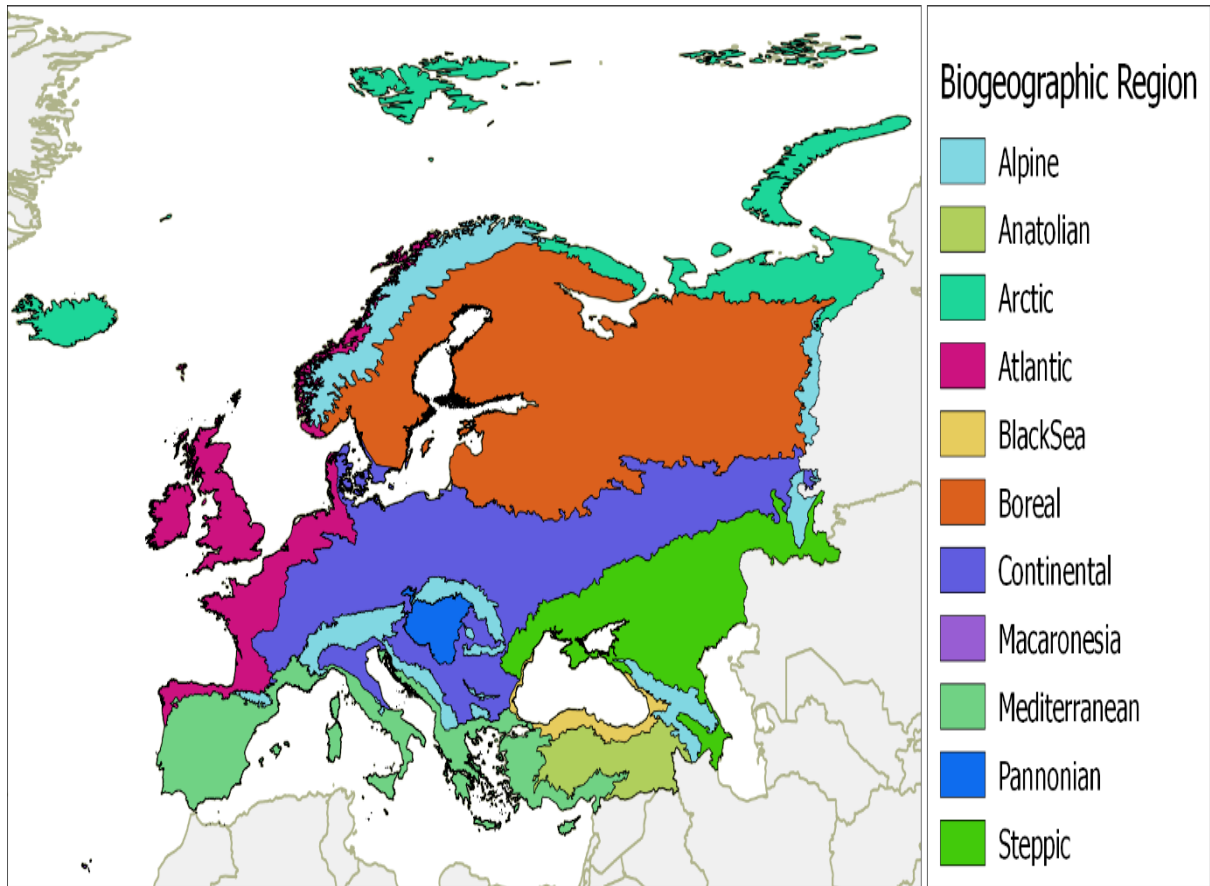 Biogeographic Region
Alpine
Anatolian
Arctic
Atlantic
BlackSea
Boreal
Continental
Macaronesia
Mediterranean
Pannonian
Steppic